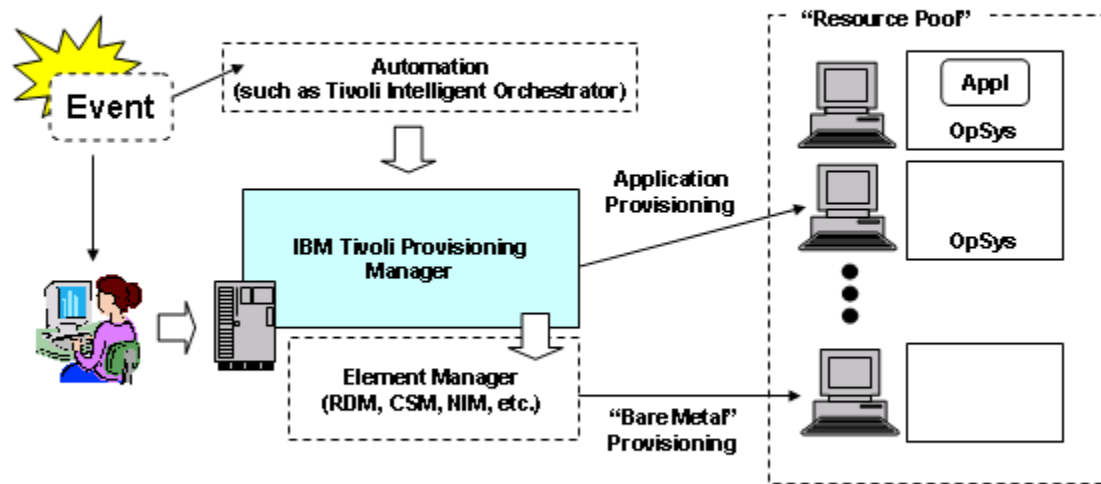 “Resource Pool”
Event
Automation
(such as Tivoli Intelligent Orchestrator)
Appl
OpSys
Application
Provisioning
OpSys
IBM Tivoli Provisioning
Manager
Element Manager
(RDM, CSM, NIM, etc.)
“Bare Metal”
Provisioning